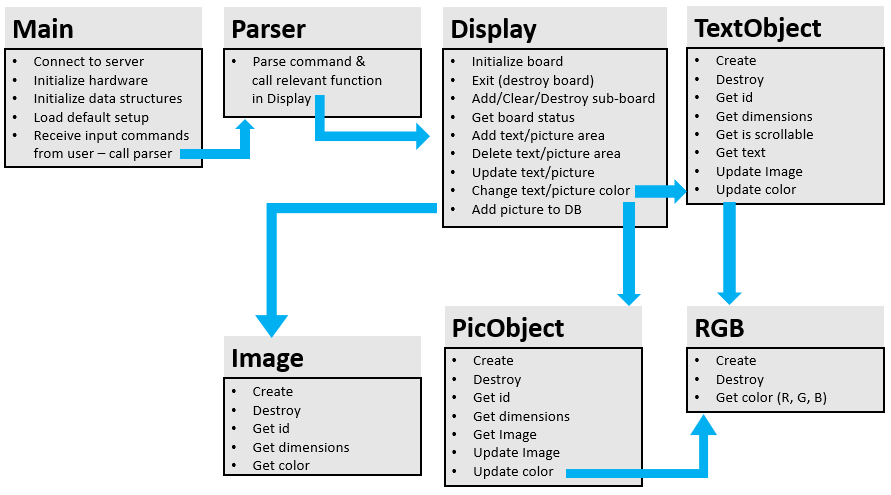 Main
• Connect to server
• Initialize hardware
• Initialize data structures
• Load default setup
• Receive input commands
from user – call parser
Parser
• Parse command &
call relevant function
in Display
Display
• Initialize board
• Exit (destroy board)
• Add/Clear/Destroy sub-board
• Get board status
• Add text/picture area
• Delete text/picture area
• Update text/picture
• Change text/picture color
• Add picture to DB
TextObject
• Create
• Destroy
• Get id
• Get dimensions
• Get is scrollable
• Get text
• Update Image
• Update color
Image
• Create
• Destroy
• Get id
• Get dimensions
• Get color
PicObject
• Create
• Destroy
• Get id
• Get dimensions
• Get Image
• Update Image
• Update color
RGB
• Create
• Destroy
• Get color (R, G, B)